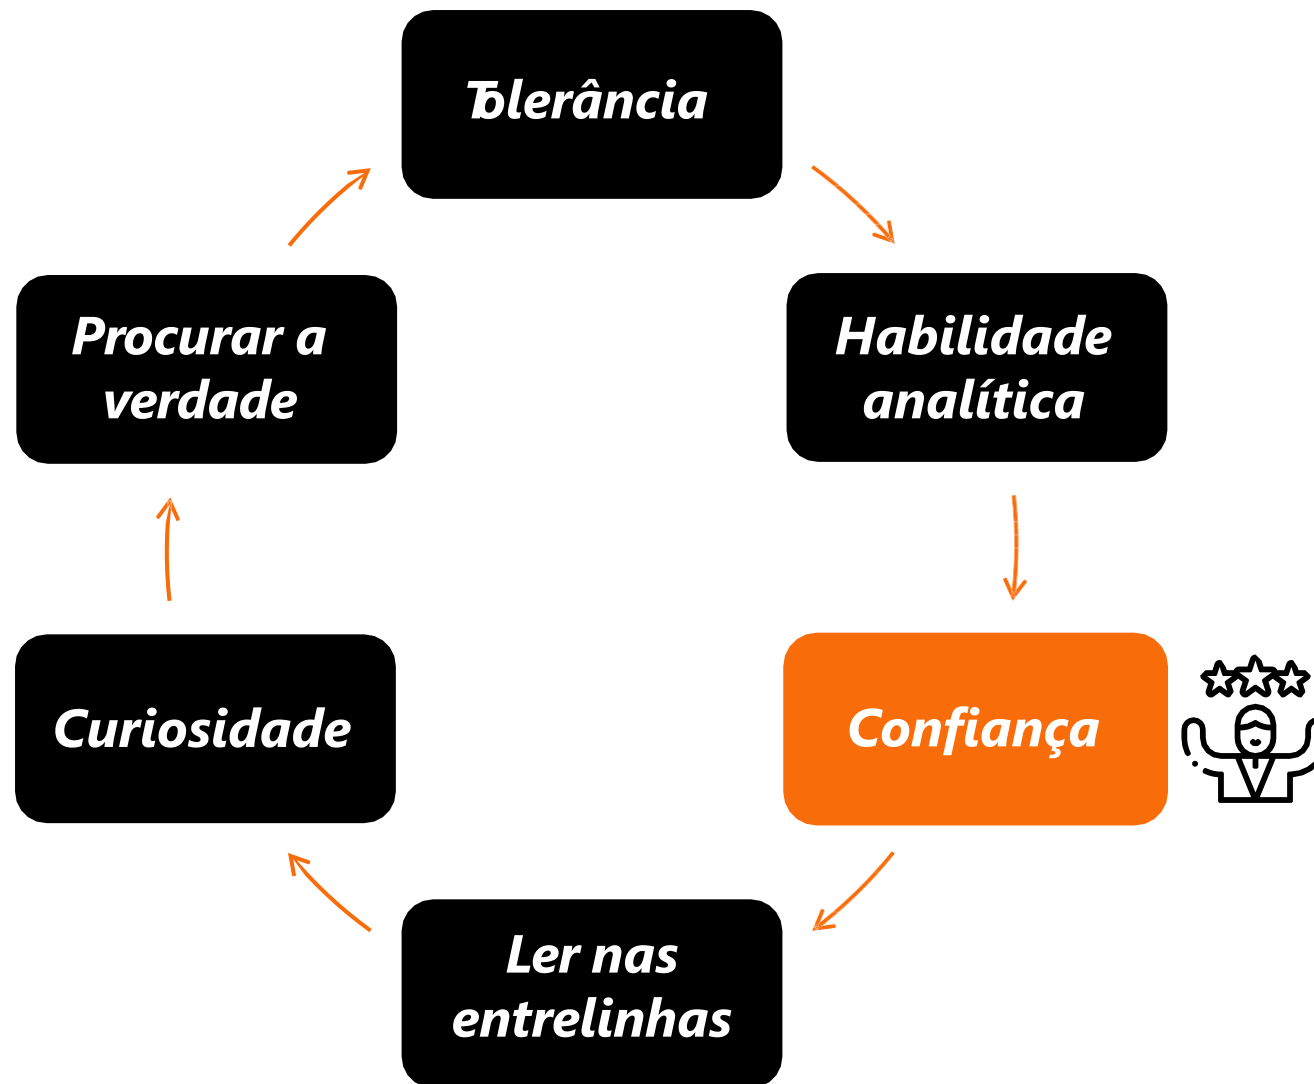 Tolerância
Habilidade
analítica
Confiança
Ler nas
entrelinhas
Curiosidade
Procurar a
verdade